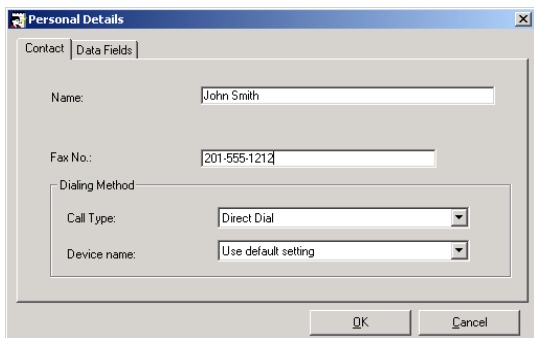 Personal Details
Contact Data Fields
Name: John Smith
Fax No.: 201-555-1212
Dialing Method
Call Type: Direct Dial
Device name: Use default setting
OK Cancel